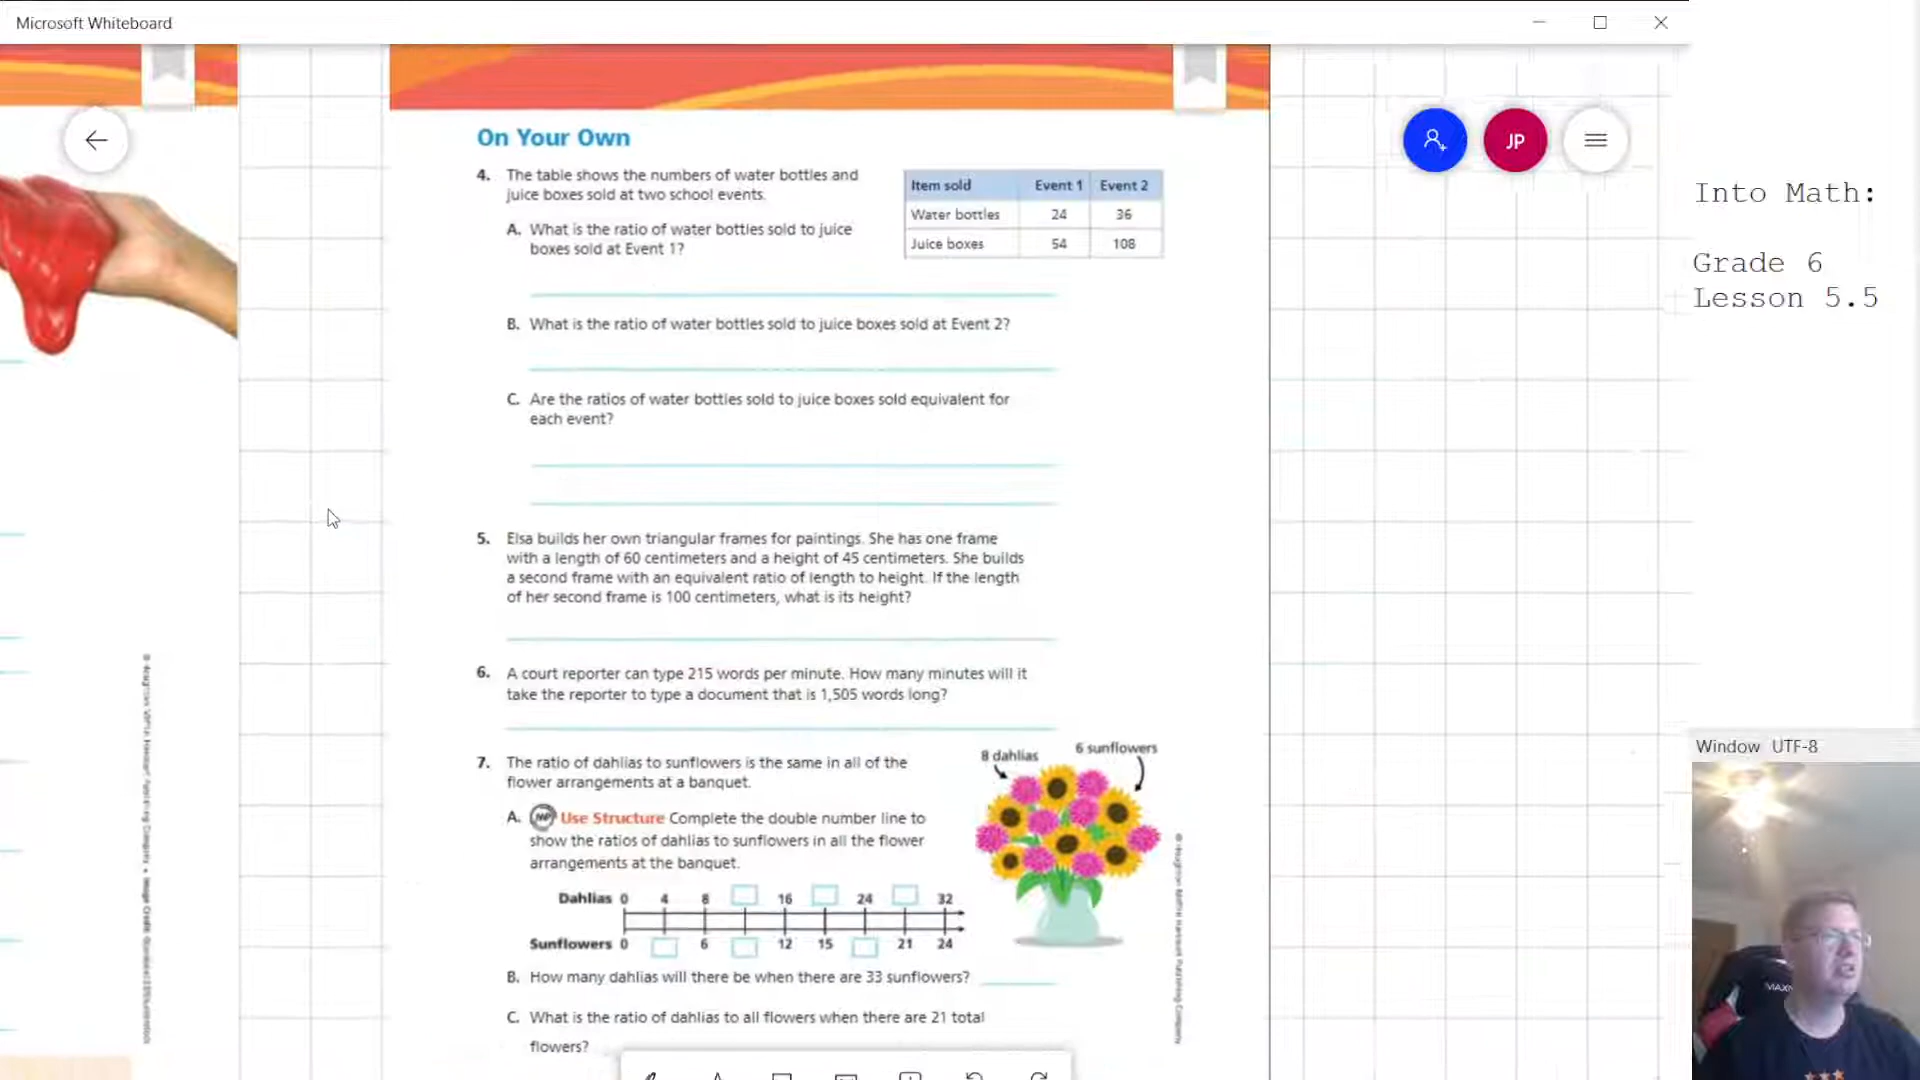 Microsoft Whiteboard
JP
Into Math:
Grade 6
Lesson 5.5
On Your Own
4. The table shows the numbers of water bottles and
juice boxes sold at two school events.
Item sold Event 1 Event 2
Water bottles 24 36
Juice boxes 54 108
A. What is the ratio of water bottles sold to juice
boxes sold at Event 1?
B. What is the ratio of water bottles sold to juice boxes sold at Event 2?
C. Are the ratios of water bottles sold to juice boxes sold equivalent for
each event?
5. Elsa builds her own triangular frames for paintings. She has one frame
with a length of 60 centimeters and a height of 45 centimeters. She builds
a second frame with an equivalent ratio of length to height. If the length
of her second frame is 100 centimeters, what is its height?
6. A court reporter can type 215 words per minute. How many minutes will it
take the reporter to type a document that is 1,505 words long?
7. The ratio of dahlias to sunflowers is the same in all of the
flower arrangements at a banquet.
8 dahlias
6 sunflowers
A. MP Use Structure Complete the double number line to
show the ratios of dahlias to sunflowers in all the flower
arrangements at the banquet.
Dahlias 0 4 8 16 24 32
Sunflowers 0 6 12 15 21 24
B. How many dahlias will there be when there are 33 sunflowers?
C. What is the ratio of dahlias to all flowers when there are 21 total
flowers?
© Houghton Mifflin Harcourt Publishing Company
Window UTF-8